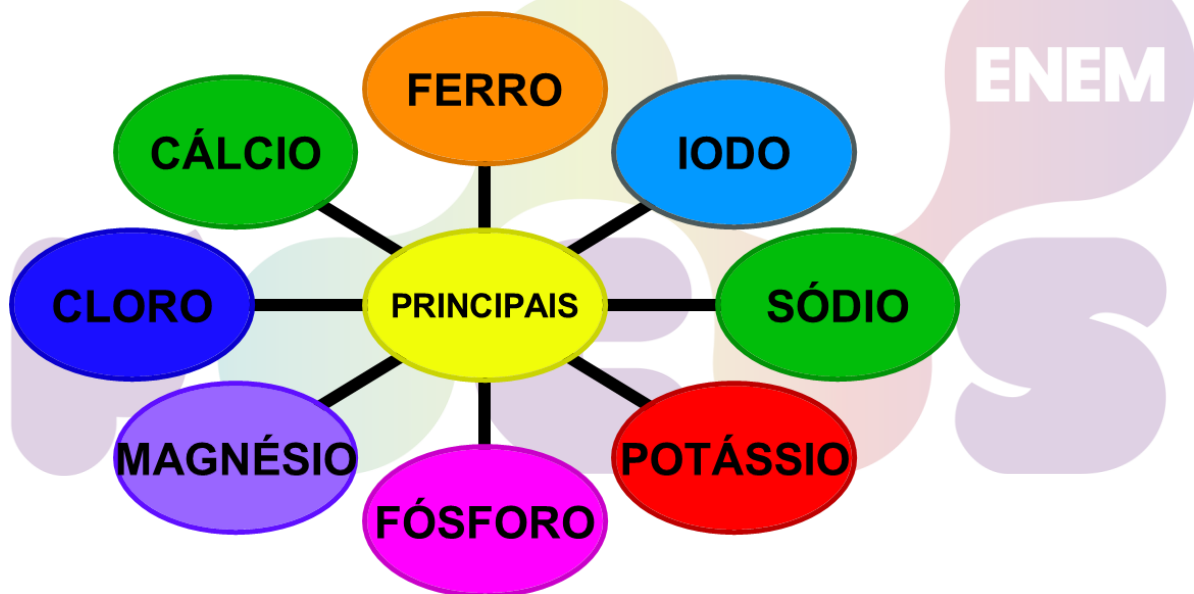 FERRO
ENEM
CÁLCIO
IODO
CLORO
PRINCIPAIS
SÓDIO
MAGNÉSIO
POTÁSSIO
FÓSFORO